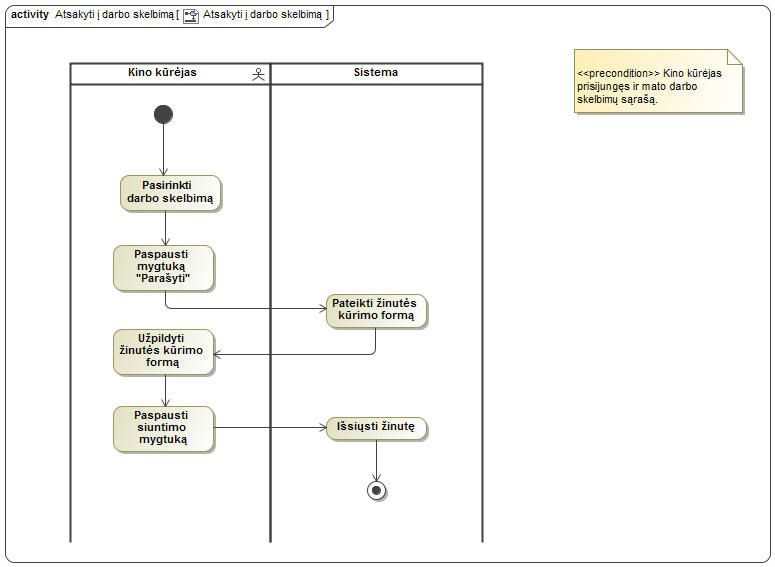 activity Atsakyti į darbo skelbimą [ Atsakyti į darbo skelbimą ]
Kino kūrėjas
Sistema
<<precondition>> Kino kūrėjas
prisijungęs ir mato darbo
skelbimų sąrašą.
Pasirinkti
darbo skelbimą
Paspausti
mygtuką
"Parašyti"
Pateikti žinutės
kūrimo formą
Užpildyti
žinutės kūrimo
formą
Paspausti
siuntimo
mygtuką
Išsiųsti žinutę